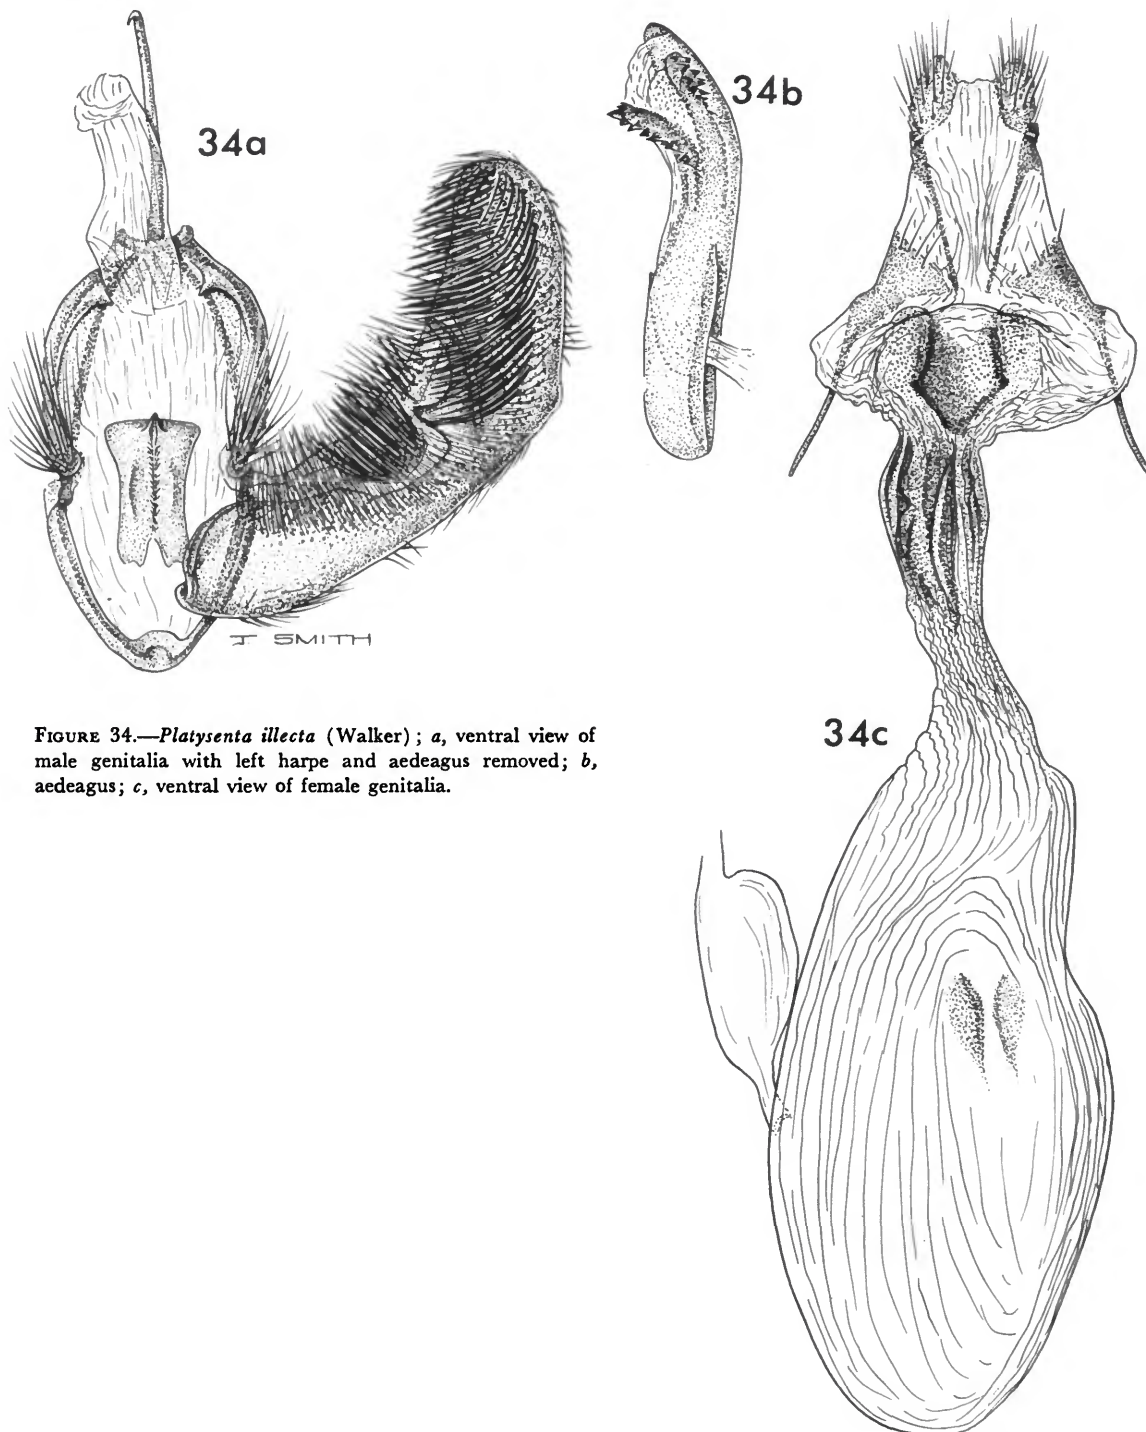 34a
34b
J. SMITH
FIGURE 34.—Platysenta illecta (Walker); a, ventral view of
male genitalia with left harpe and aedeagus removed; b,
aedeagus; c, ventral view of female genitalia.
34c